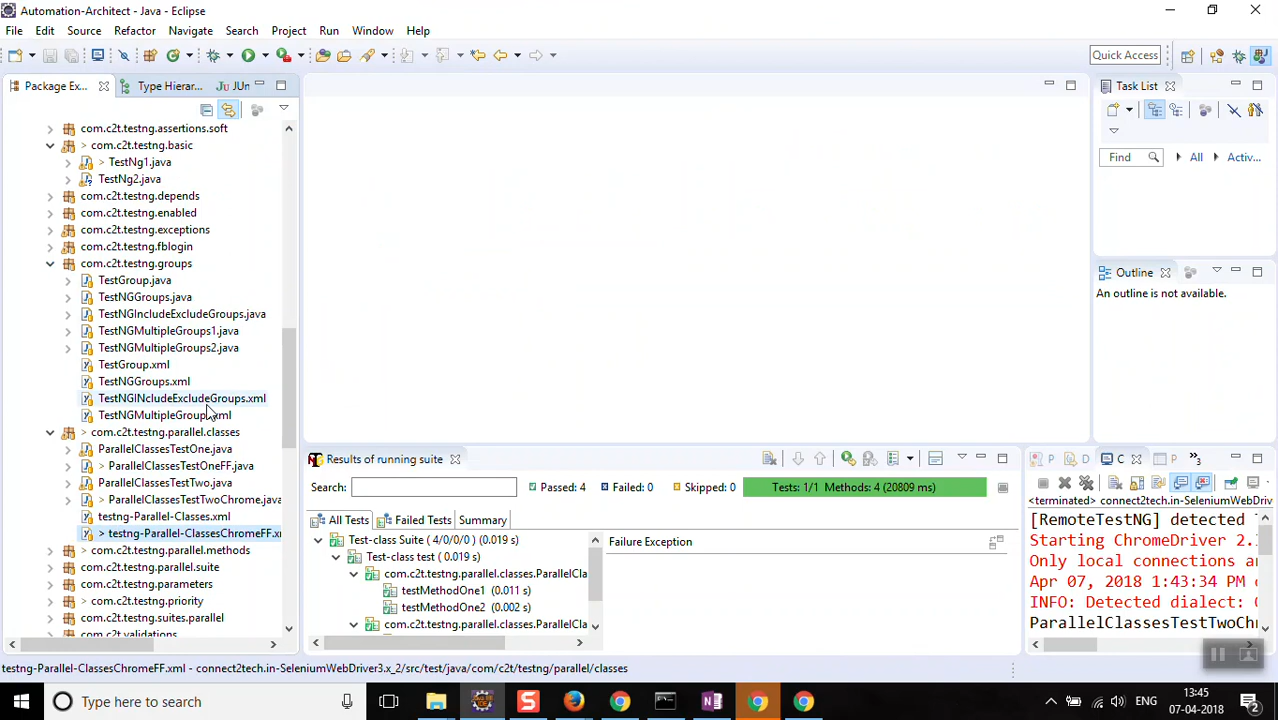 Automation-Architect - Java - Eclipse
File Edit Source Refactor Navigate Search Project Run Window Help
Quick Access
Package Ex... Type Hierar... JUn
Task List
Find All Activ...
com.c2t.testng.assertions.soft
> com.c2t.testng.basic
> TestNg1.java
TestNg2.java
com.c2t.testng.depends
com.c2t.testng.enabled
com.c2t.testng.exceptions
com.c2t.testng.fblogin
com.c2t.testng.groups
TestGroup.java
TestNGGroups.java
TestNGIncludeExcludeGroups.java
TestNGMultipleGroups1.java
TestNGMultipleGroups2.java
TestGroup.xml
TestNGGroups.xml
TestNGINcludeExcludeGroups.xml
> com.c2t.testng.parallel.classes
ParallelClassesTestOne.java
> ParallelClassesTestOneFF.java
ParallelClassesTestTwo.java
> ParallelClassesTestTwoChrome.java
testng-Parallel-Classes.xml
> testng-Parallel-ClassesChromeFF.x
> com.c2t.testng.parallel.methods
com.c2t.testng.parallel.suite
com.c2t.testng.parameters
> com.c2t.testng.priority
com.c2t.testng.suites.parallel
com.c2t.validations
Outline
An outline is not available.
Results of running suite
Search: Passed: 4 Failed: 0 Skipped: 0 Tests: 1/1 Methods: 4 (20809 ms)
All Tests Failed Tests Summary
Test-class Suite ( 4/0/0/0 ) (0.019 s)
Test-class test ( 0.019 s)
com.c2t.testng.parallel.classes.ParallelCla
testMethodOne1 (0.011 s)
testMethodOne2 (0.002 s)
com.c2t.testng.parallel.classes.ParallelCla
Failure Exception
P D C P »3
<terminated> connect2tech.in-SeleniumWebDriv
[RemoteTestNG] detected
Starting ChromeDriver 2.
Only local connections a
Apr 07, 2018 1:43:34 PM
INFO: Detected dialect:
ParallelClassesTestTwoCh
testng-Parallel-ClassesChromeFF.xml - connect2tech.in-SeleniumWebDriver3.x_2/src/test/java/com/c2t/testng/parallel/classes
Type here to search
ENG
13:45
07-04-2018
2